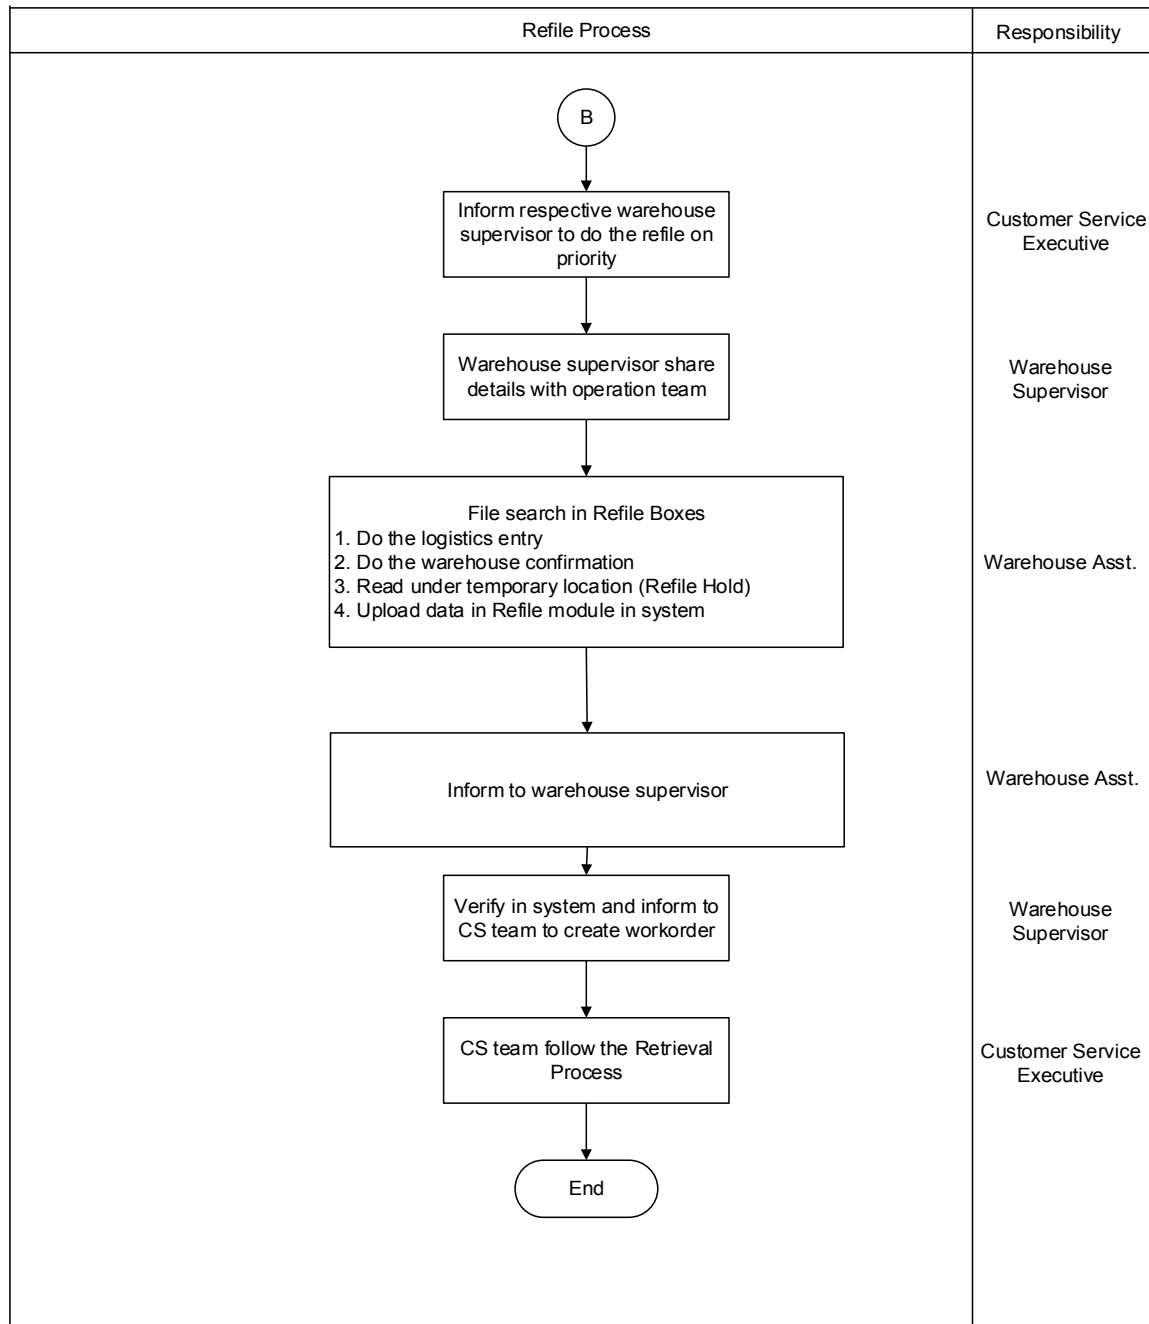 Refile Process
Responsibility
B
Inform respective warehouse
supervisor to do the refile on
priority
Customer Service
Executive
Warehouse supervisor share
details with operation team
Warehouse
Supervisor
File search in Refile Boxes
1. Do the logistics entry
2. Do the warehouse confirmation
3. Read under temporary location (Refile Hold)
4. Upload data in Refile module in system
Warehouse Asst.
Inform to warehouse supervisor
Warehouse Asst.
Verify in system and inform to
CS team to create workorder
Warehouse
Supervisor
CS team follow the Retrieval
Process
Customer Service
Executive
End